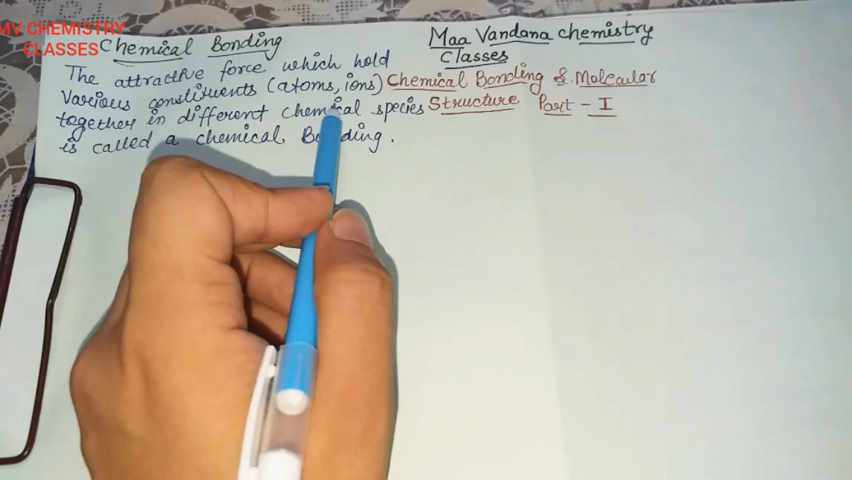 MV CHEMISTRY
CLASSES
Chemical Bonding
The attractive force which hold
Various constituents (atoms, ions)
together in different chemical species
is called a chemical Bonding.
Maa Vandana chemistry
Classes
Chemical Bonding & Molecular
Structure Part - I